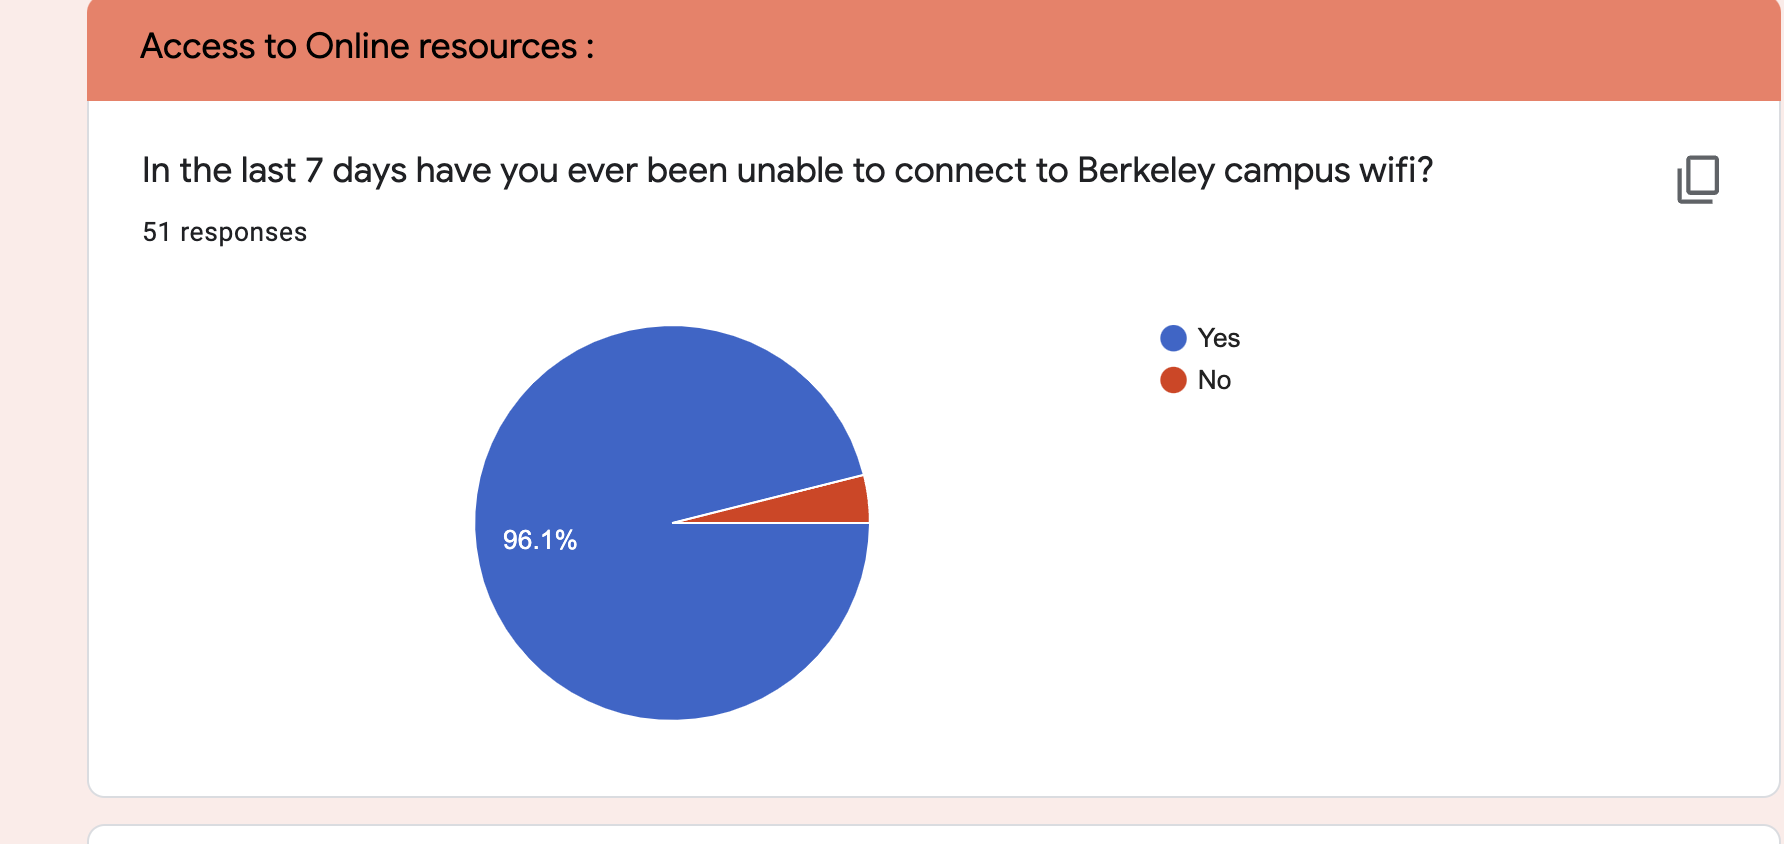 Access to Online resources :
In the last 7 days have you ever been unable to connect to Berkeley campus wifi?
51 responses
Yes
No
96.1%